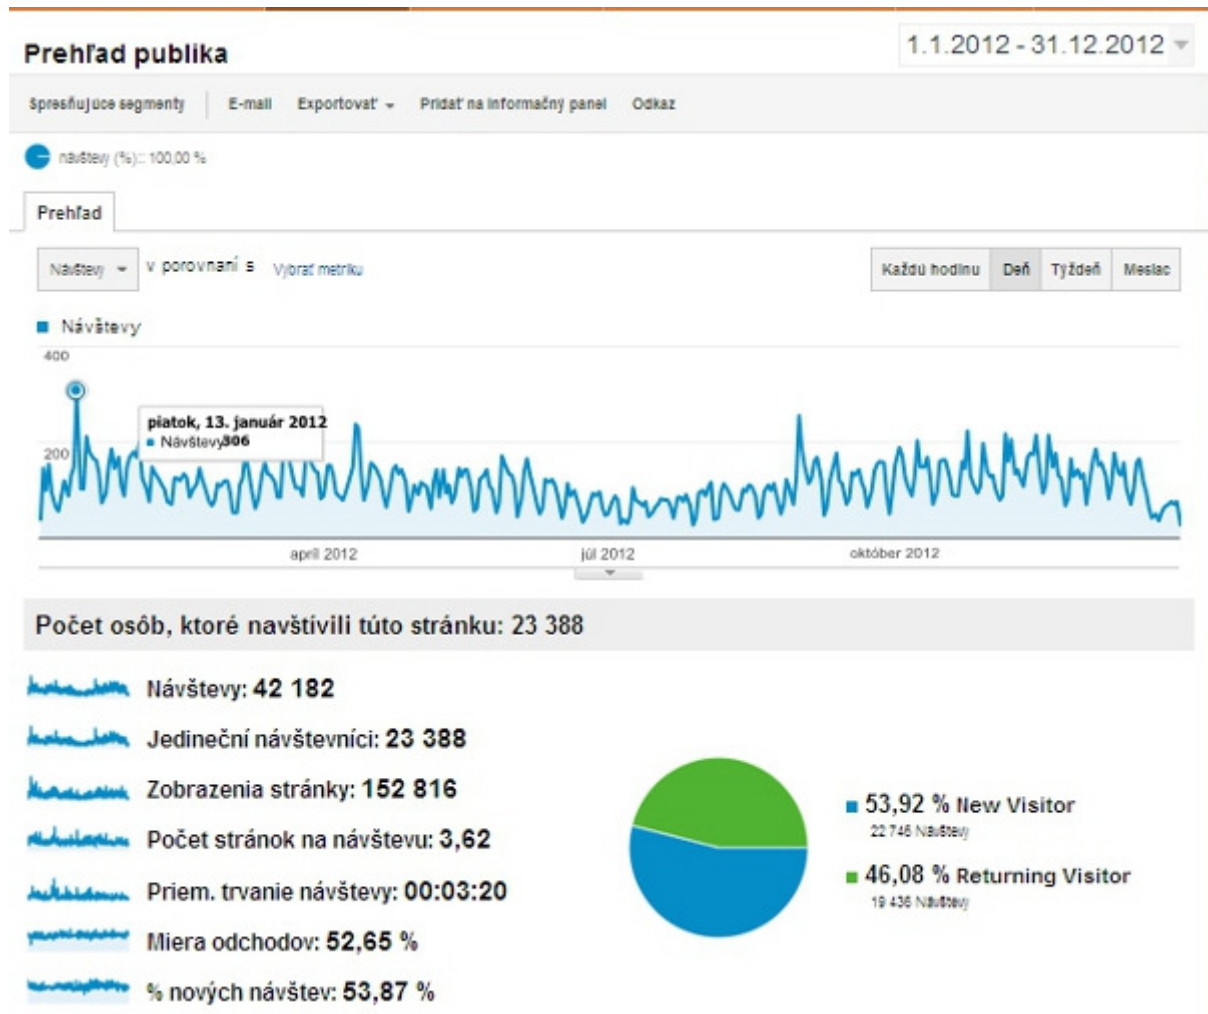 Prehľad publika
1.1.2012 - 31.12.2012
Spresňujúce segmenty E-mail Exportovať Pridať na informačný panel Odkaz
návštevy (%): 100,00 %
Prehľad
Návštevy v porovnaní s Vybrať metriku
Každú hodinu Deň Týždeň Mesiac
Návštevy
400
piatok, 13. január 2012
Návštevy 306
200
apríl 2012 júl 2012 október 2012
Počet osôb, ktoré navštívili túto stránku: 23 388
Návštevy: 42 182
Jedineční návštevníci: 23 388
Zobrazenia stránky: 152 816
Počet stránok na návštevu: 3,62
Priem. trvanie návštevy: 00:03:20
Miera odchodov: 52,65 %
% nových návštev: 53,87 %
53,92 % New Visitor
22 746 Návštevy
46,08 % Returning Visitor
19 436 Návštevy